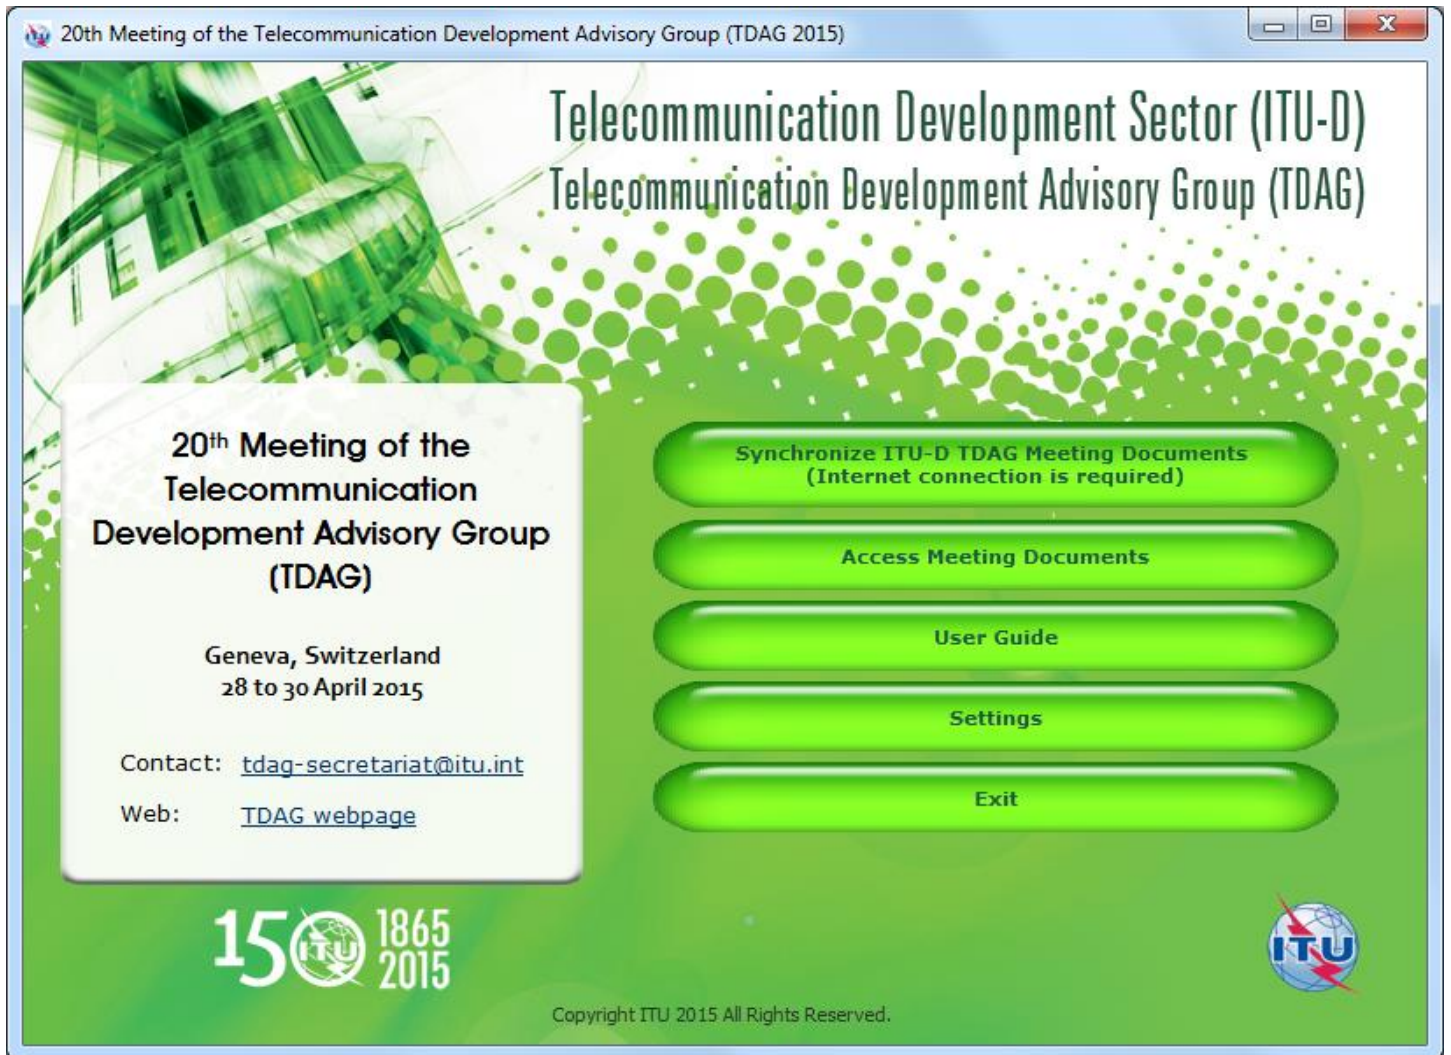 20th Meeting of the Telecommunication Development Advisory Group (TDAG 2015)
Telecommunication Development Sector (ITU-D)
Telecommunication Development Advisory Group (TDAG)
20th Meeting of the
Telecommunication
Development Advisory Group
(TDAG)
Geneva, Switzerland
28 to 30 April 2015
Contact: tdag-secretariat@itu.int
Web: TDAG webpage
Synchronize ITU-D TDAG Meeting Documents
(Internet connection is required)
Access Meeting Documents
User Guide
Settings
Exit
150 ITU 1865
2015
ITU
Copyright ITU 2015 All Rights Reserved.